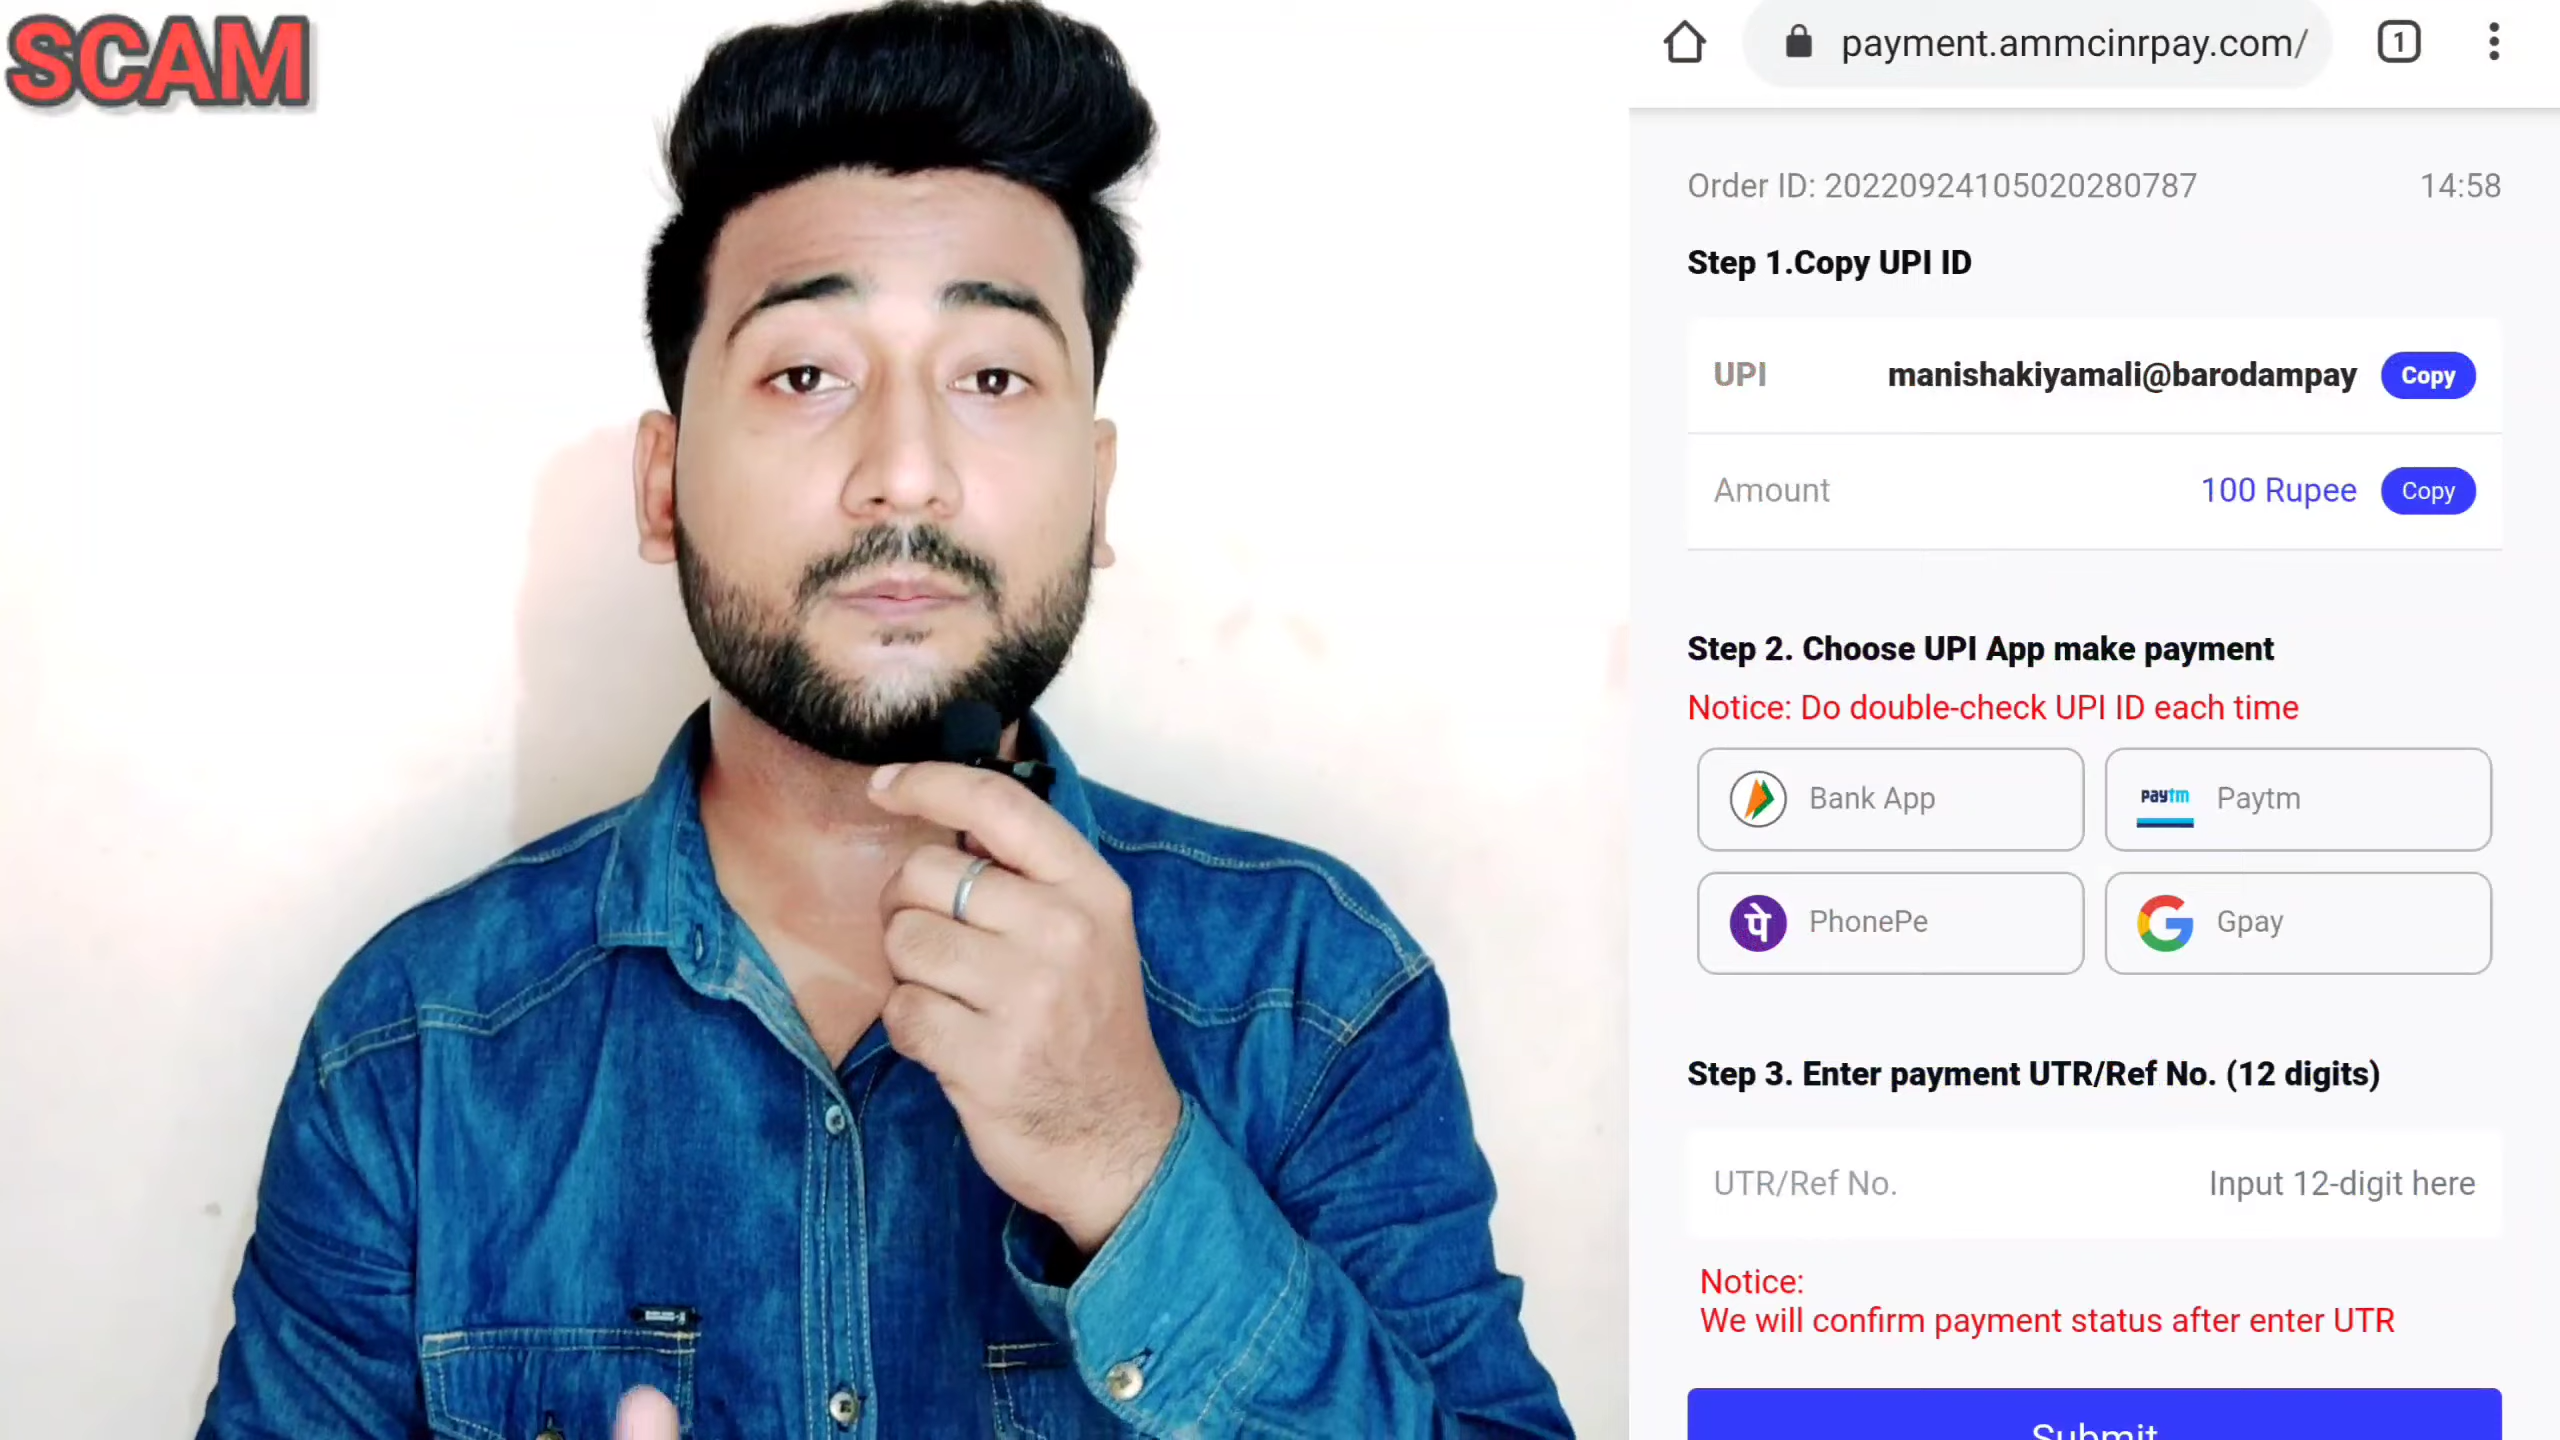 SCAM
payment.ammcinrpay.com/
1
Order ID: 20220924105020280787
14:58
Step 1.Copy UPI ID
UPI
manishakiyamali@barodampay
Copy
Amount
100 Rupee
Copy
Step 2. Choose UPI App make payment
Notice: Do double-check UPI ID each time
Bank App
paytm
Paytm
पे
PhonePe
G
Gpay
Step 3. Enter payment UTR/Ref No. (12 digits)
UTR/Ref No.
Input 12-digit here
Notice:
We will confirm payment status after enter UTR
Submit